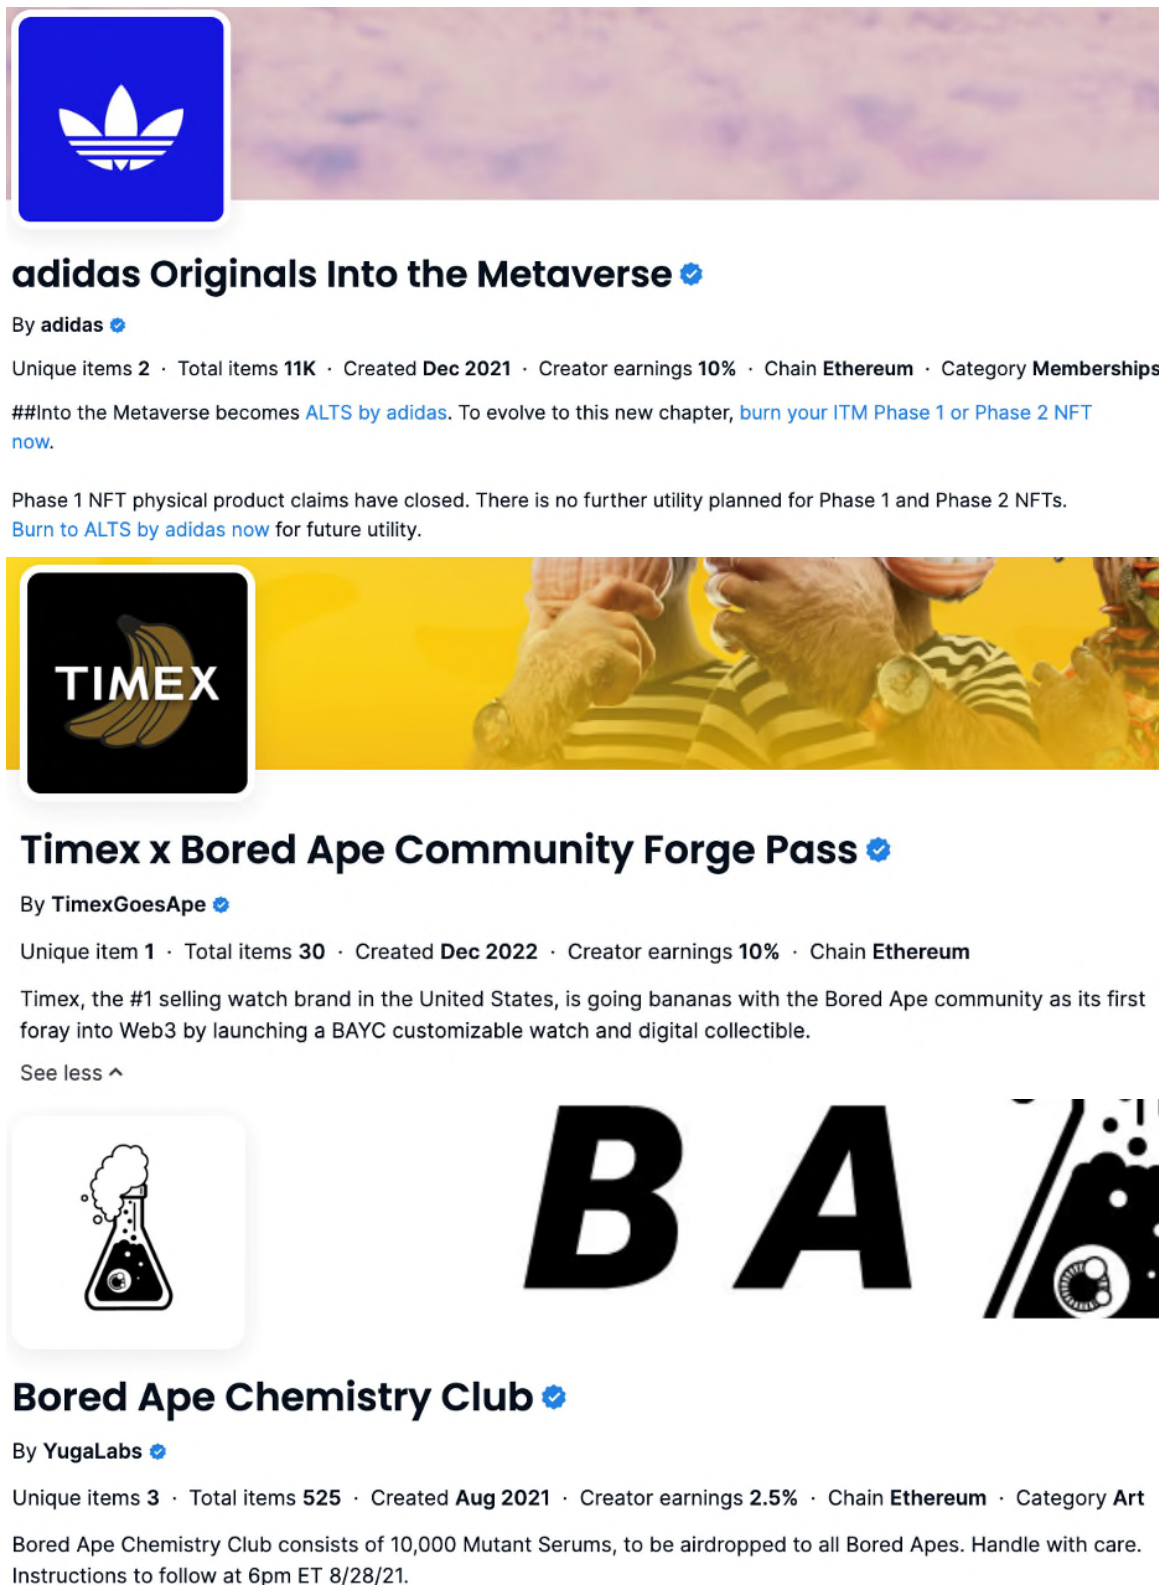 adidas Originals Into the Metaverse
By adidas
Unique items 2 · Total items 11K · Created Dec 2021 · Creator earnings 10% · Chain Ethereum · Category Memberships
##Into the Metaverse becomes ALTS by adidas. To evolve to this new chapter, burn your ITM Phase 1 or Phase 2 NFT
now.
Phase 1 NFT physical product claims have closed. There is no further utility planned for Phase 1 and Phase 2 NFTs.
Burn to ALTS by adidas now for future utility.
TIMEX
Timex x Bored Ape Community Forge Pass
By TimexGoesApe
Unique item 1 · Total items 30 · Created Dec 2022 · Creator earnings 10% · Chain Ethereum
Timex, the #1 selling watch brand in the United States, is going bananas with the Bored Ape community as its first
foray into Web3 by launching a BAYC customizable watch and digital collectible.
See less
B A
Bored Ape Chemistry Club
By YugaLabs
Unique items 3 · Total items 525 · Created Aug 2021 · Creator earnings 2.5% · Chain Ethereum · Category Art
Bored Ape Chemistry Club consists of 10,000 Mutant Serums, to be airdropped to all Bored Apes. Handle with care.
Instructions to follow at 6pm ET 8/28/21.